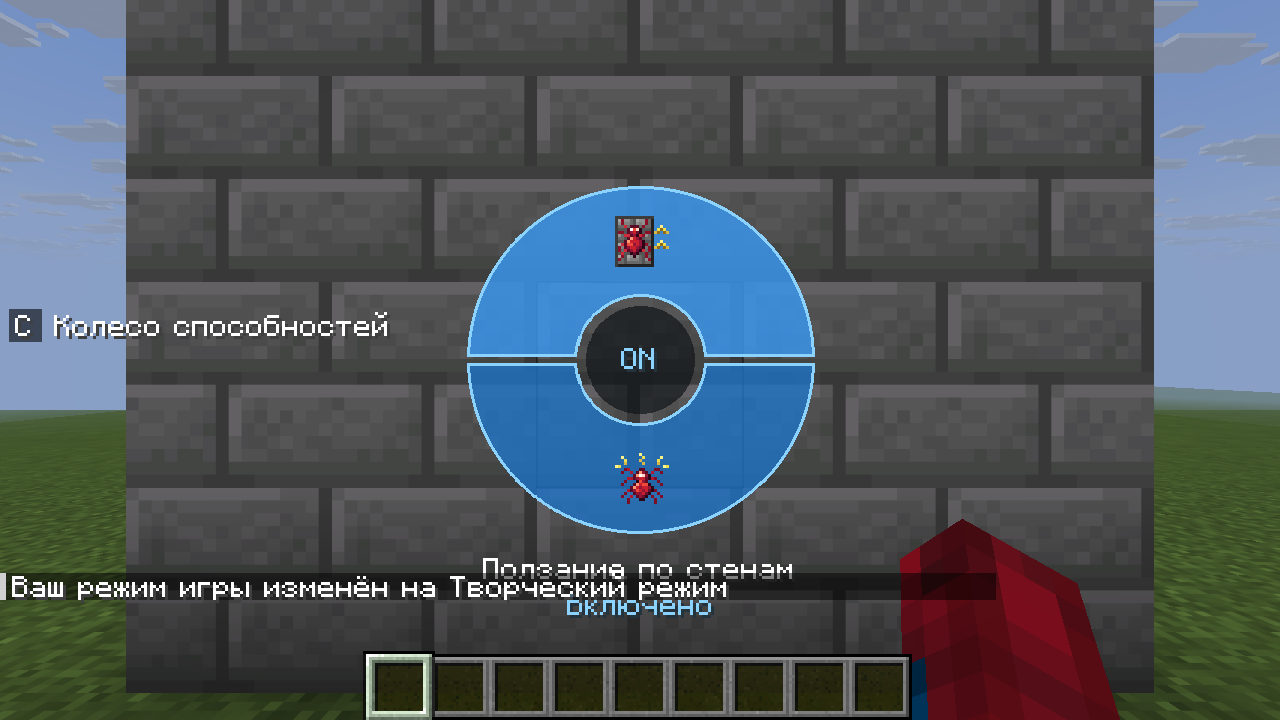 ON
C Колесо способностей
Ползание по стенам
Ваш режим игры изменён на Творческий режим
включено